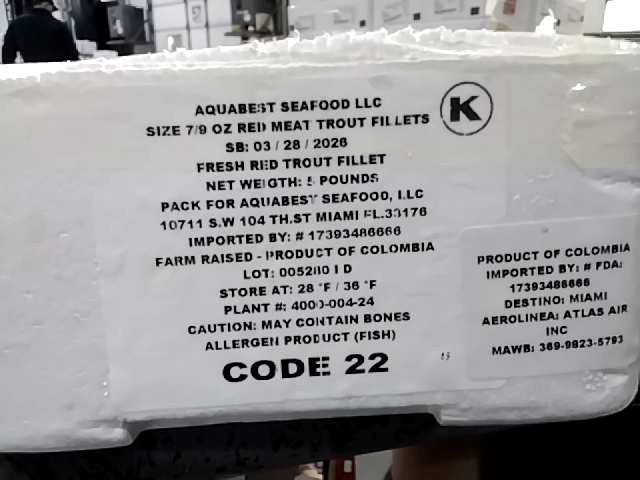 AQUABEST SEAFOOD LLC
SIZE 7/9 OZ RED MEAT TROUT FILLETS
K
SB: 03 / 28 / 2026
FRESH RED TROUT FILLET
NET WEIGTH: 5 POUNDS
PACK FOR AQUABEST SEAFOOD, LLC
10711 S.W 104 TH.ST MIAMI FL.33176
IMPORTED BY: # 17393486666
FARM RAISED - PRODUCT OF COLOMBIA
LOT:
STORE AT: 28 °F / 36 °F
PLANT #: 4000-004-24
CAUTION: MAY CONTAIN BONES
ALLERGEN PRODUCT (FISH)
CODE 22
PRODUCT OF COLOMBIA
IMPORTED BY: # FDA:
17393486666
DESTINO: MIAMI
AEROLINEA: ATLAS AIR
INC
MAWB: 369-9823-5793